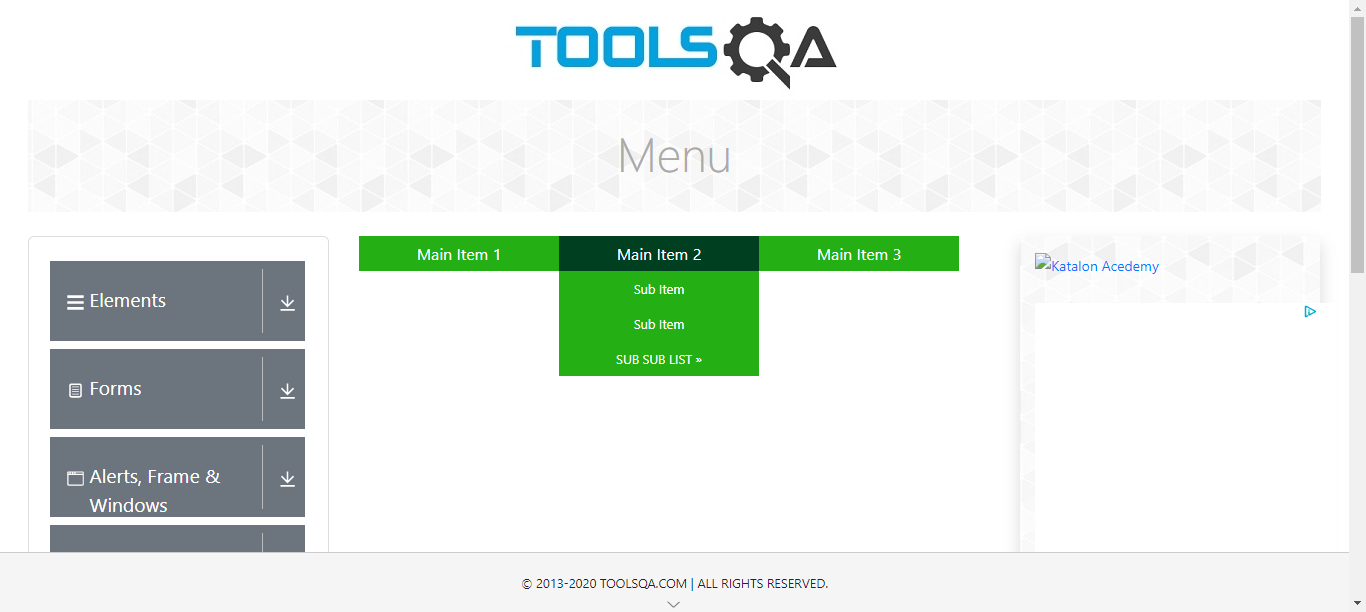 TOOLSQA
Menu
Elements
Forms
Alerts, Frame &
Windows
Main Item 1
Main Item 2
Main Item 3
Sub Item
Sub Item
SUB SUB LIST »
Katalon Acedemy
© 2013-2020 TOOLSQA.COM | ALL RIGHTS RESERVED.